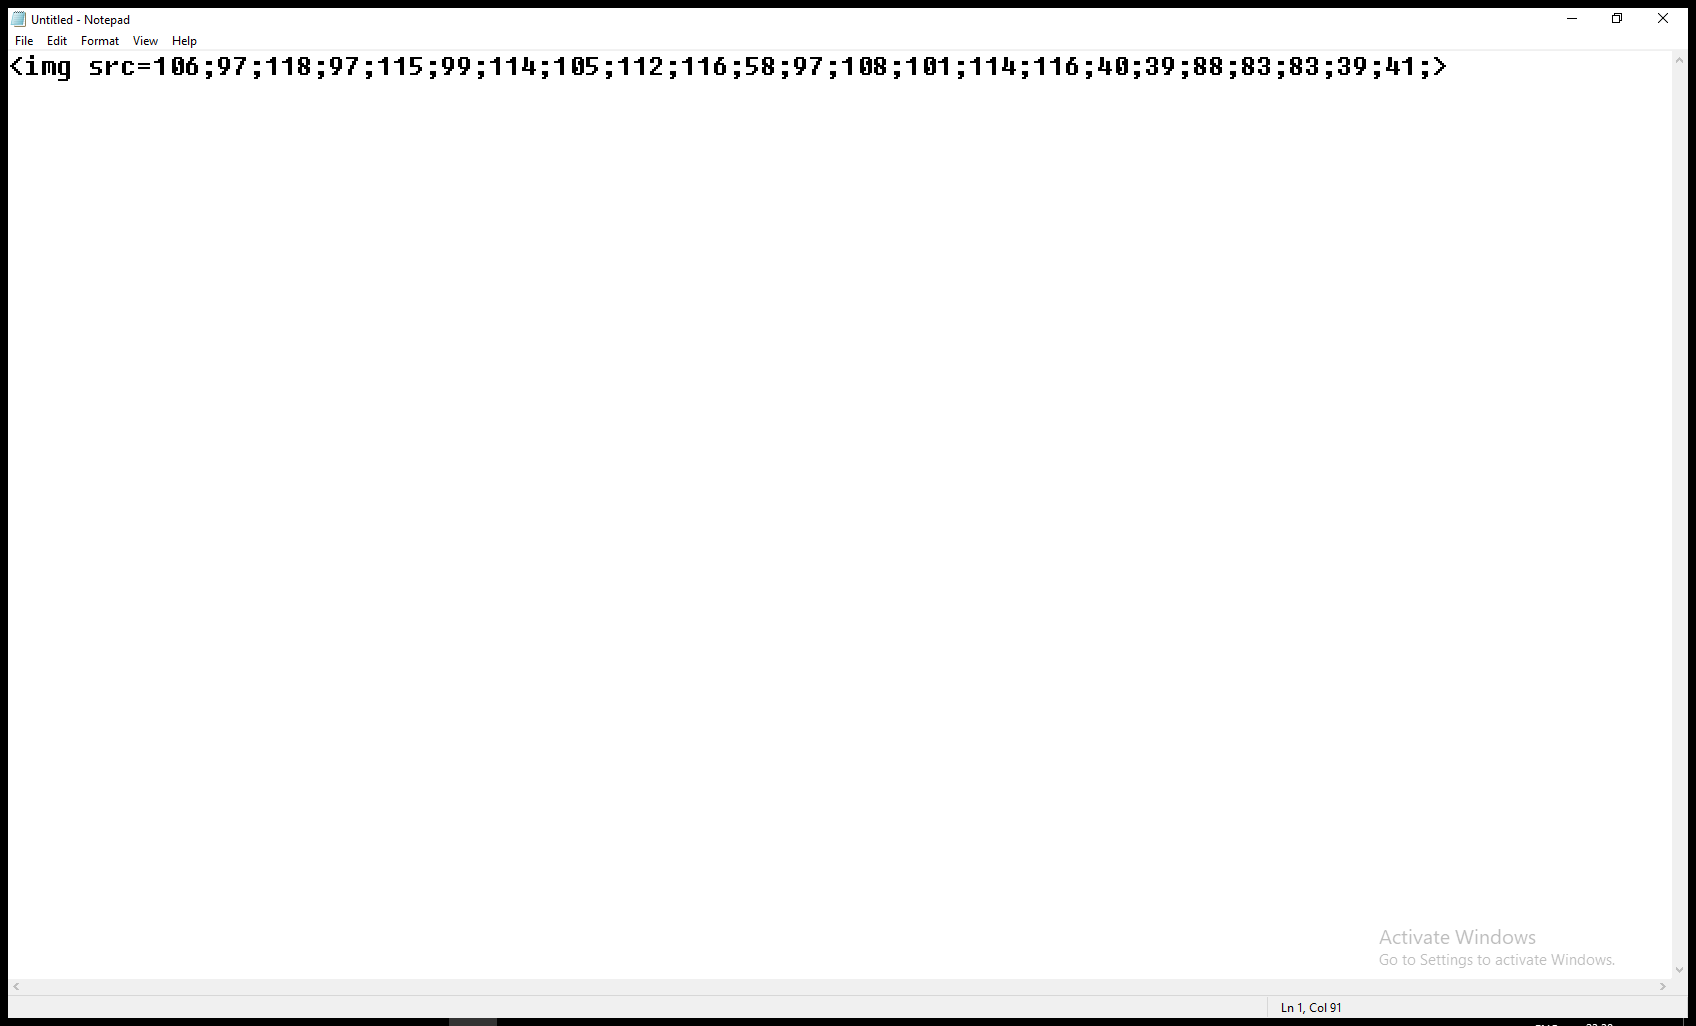 Untitled - Notepad
File Edit Format View Help
<img src=106;97;118;97;115;99;114;105;112;116;58;97;108;101;114;116;40;39;88;83;83;39;41;>
Activate Windows
Go to Settings to activate Windows.
Ln 1, Col 91